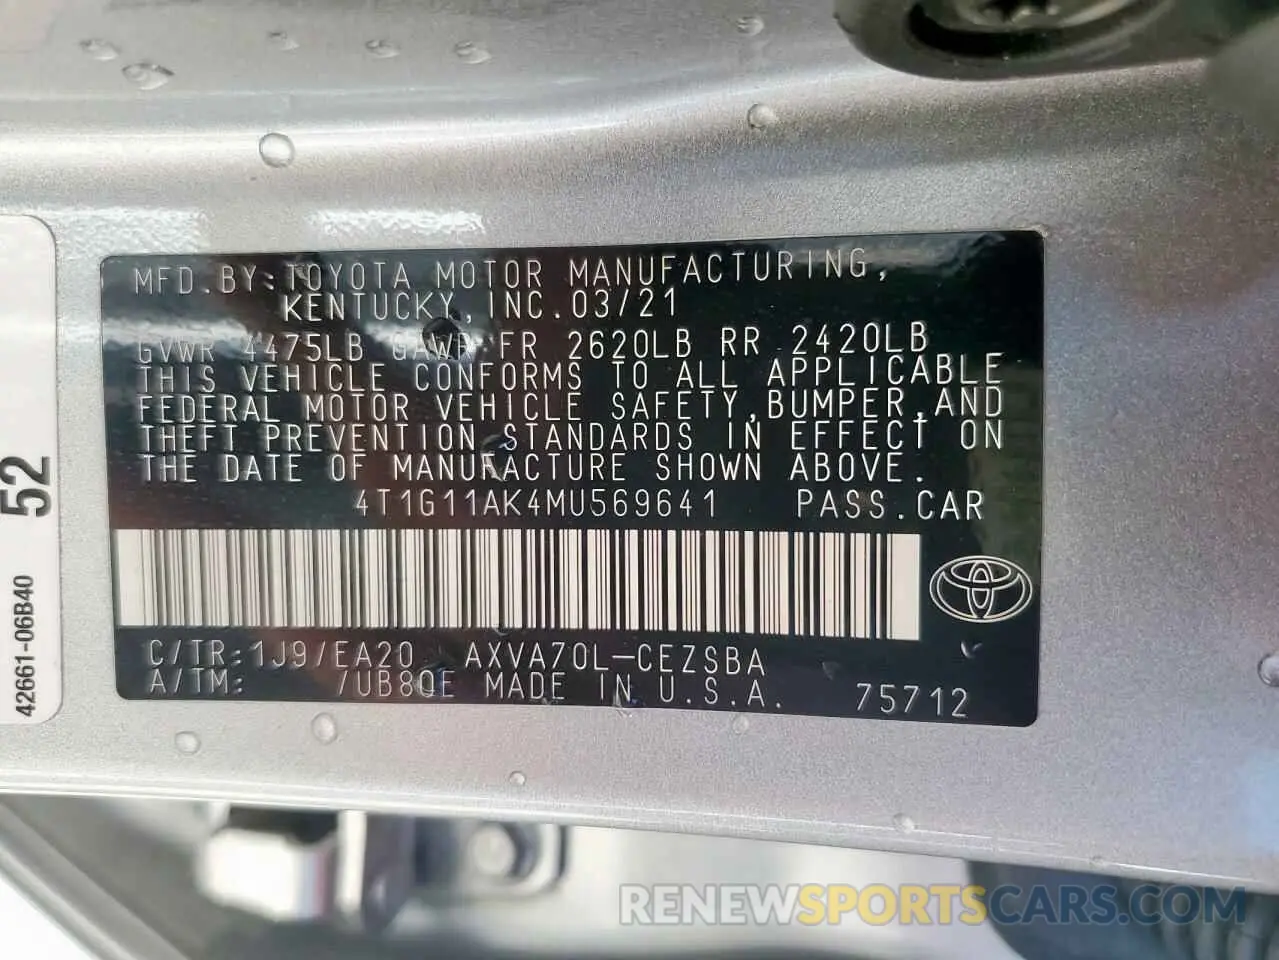 MFD.BY:TOYOTA MOTOR MANUFACTURING,
KENTUCKY, INC.03/21
GVWR 4475LB GAWR FR 2620LB RR 2420LB
THIS VEHICLE CONFORMS TO ALL APPLICABLE
FEDERAL MOTOR VEHICLE SAFETY,BUMPER,AND
THEFT PREVENTION STANDARDS IN EFFECT ON
THE DATE OF MANUFACTURE SHOWN ABOVE.
4T1G11AK4MU569641 PASS.CAR
C/TR:1J9/EA20 AXVA70L-CEZSBA
A/TM: /UB80E MADE IN U.S.A. 75712
52
42661-06B40
RENEWSPORTSCARS.COM